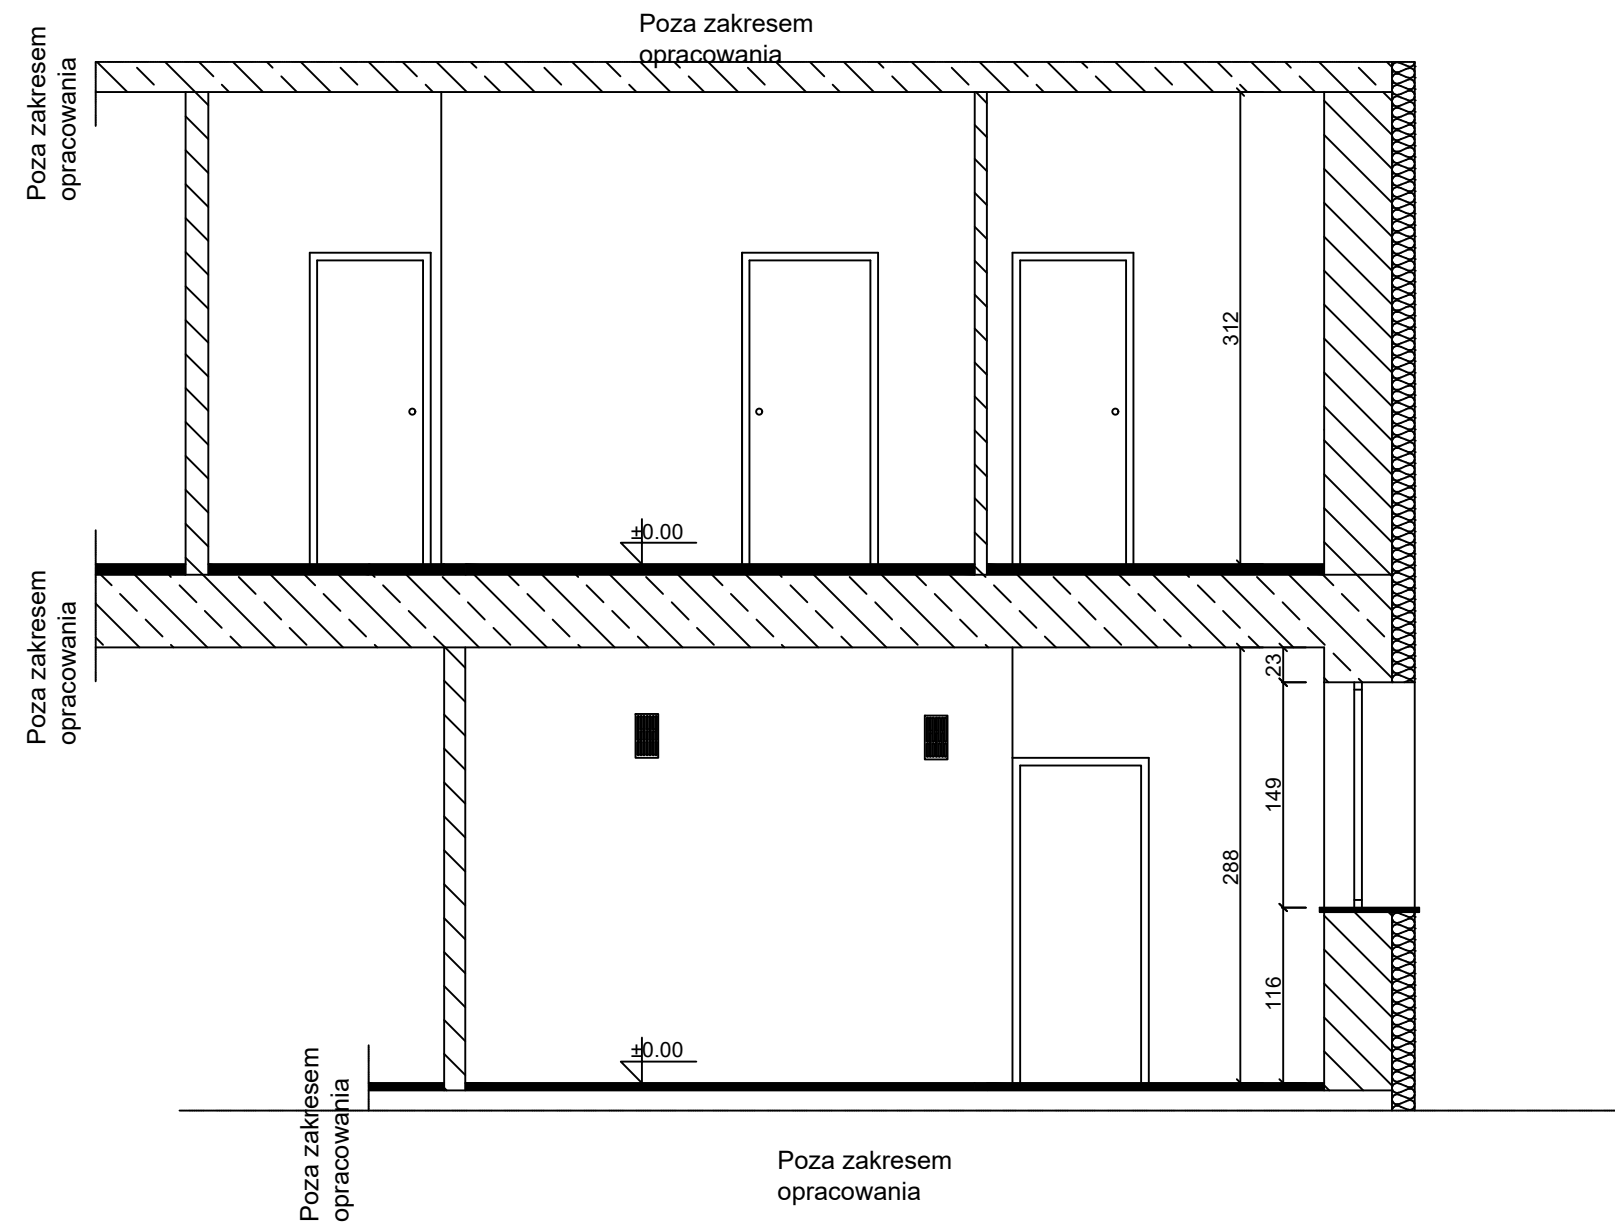 Poza zakresem
opracowania
Poza zakresem
opracowania
312
±0.00
Poza zakresem
opracowania
23
149
288
116
±0.00
Poza zakresem
opracowania
Poza zakresem
opracowania